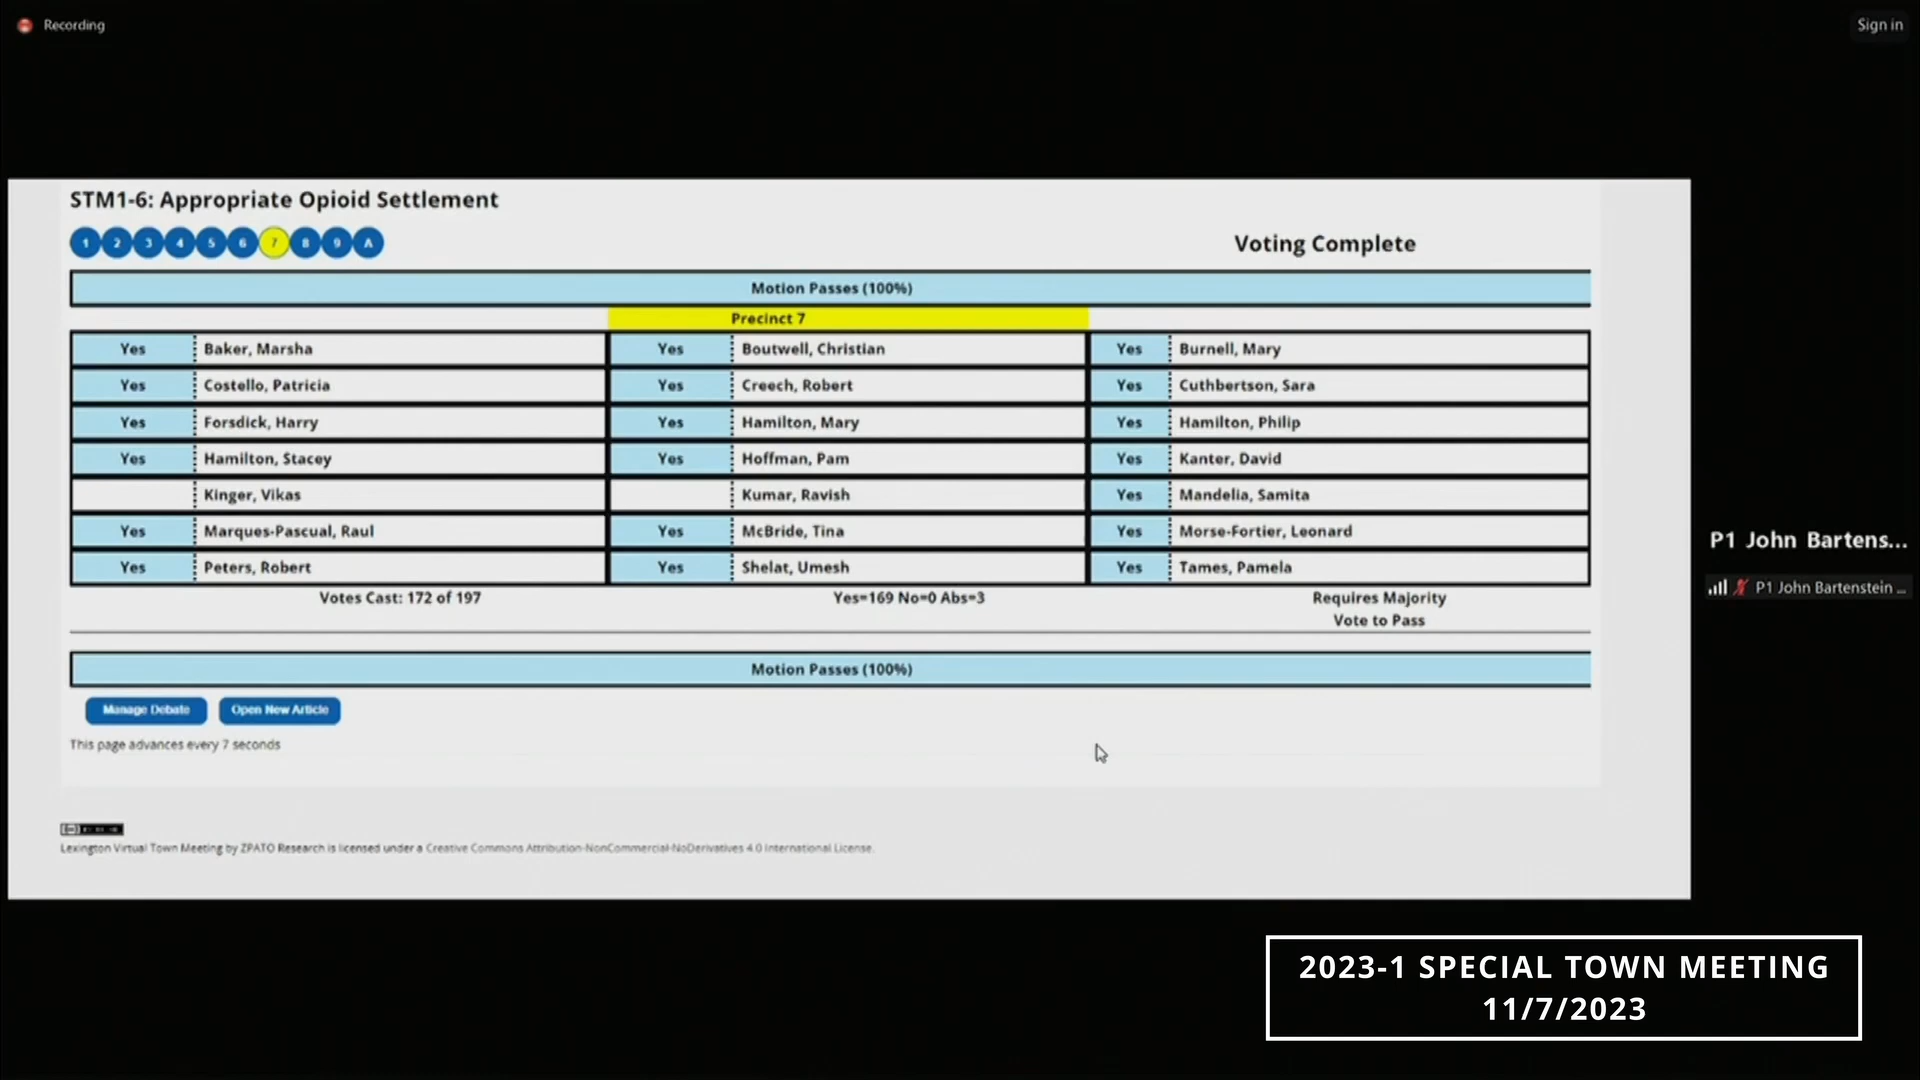 Recording
Sign in
STM1-6: Appropriate Opioid Settlement
1 2 3 4 5 6 7 8 9 A
Voting Complete
Motion Passes (100%)
Precinct 7
Yes Baker, Marsha Yes Boutwell, Christian Yes Burnell, Mary
Yes Costello, Patricia Yes Creech, Robert Yes Cuthbertson, Sara
Yes Forsdick, Harry Yes Hamilton, Mary Yes Hamilton, Philip
Yes Hamilton, Stacey Yes Hoffman, Pam Yes Kanter, David
Kinger, Vikas Kumar, Ravish Yes Mandelia, Samita
Yes Marques-Pascual, Raul Yes McBride, Tina Yes Morse-Fortier, Leonard
Yes Peters, Robert Yes Shelat, Umesh Yes Tames, Pamela
Votes Cast: 172 of 197 Yes=169 No=0 Abs=3 Requires Majority
Vote to Pass
Motion Passes (100%)
Manage Debate Open New Article
This page advances every 7 seconds
Lexington Virtual Town Meeting by ZPATO Research is licensed under a Creative Commons Attribution-NonCommercial-NoDerivatives 4.0 International License.
P1 John Bartens...
P1 John Bartenstein ...
2023-1 SPECIAL TOWN MEETING
11/7/2023